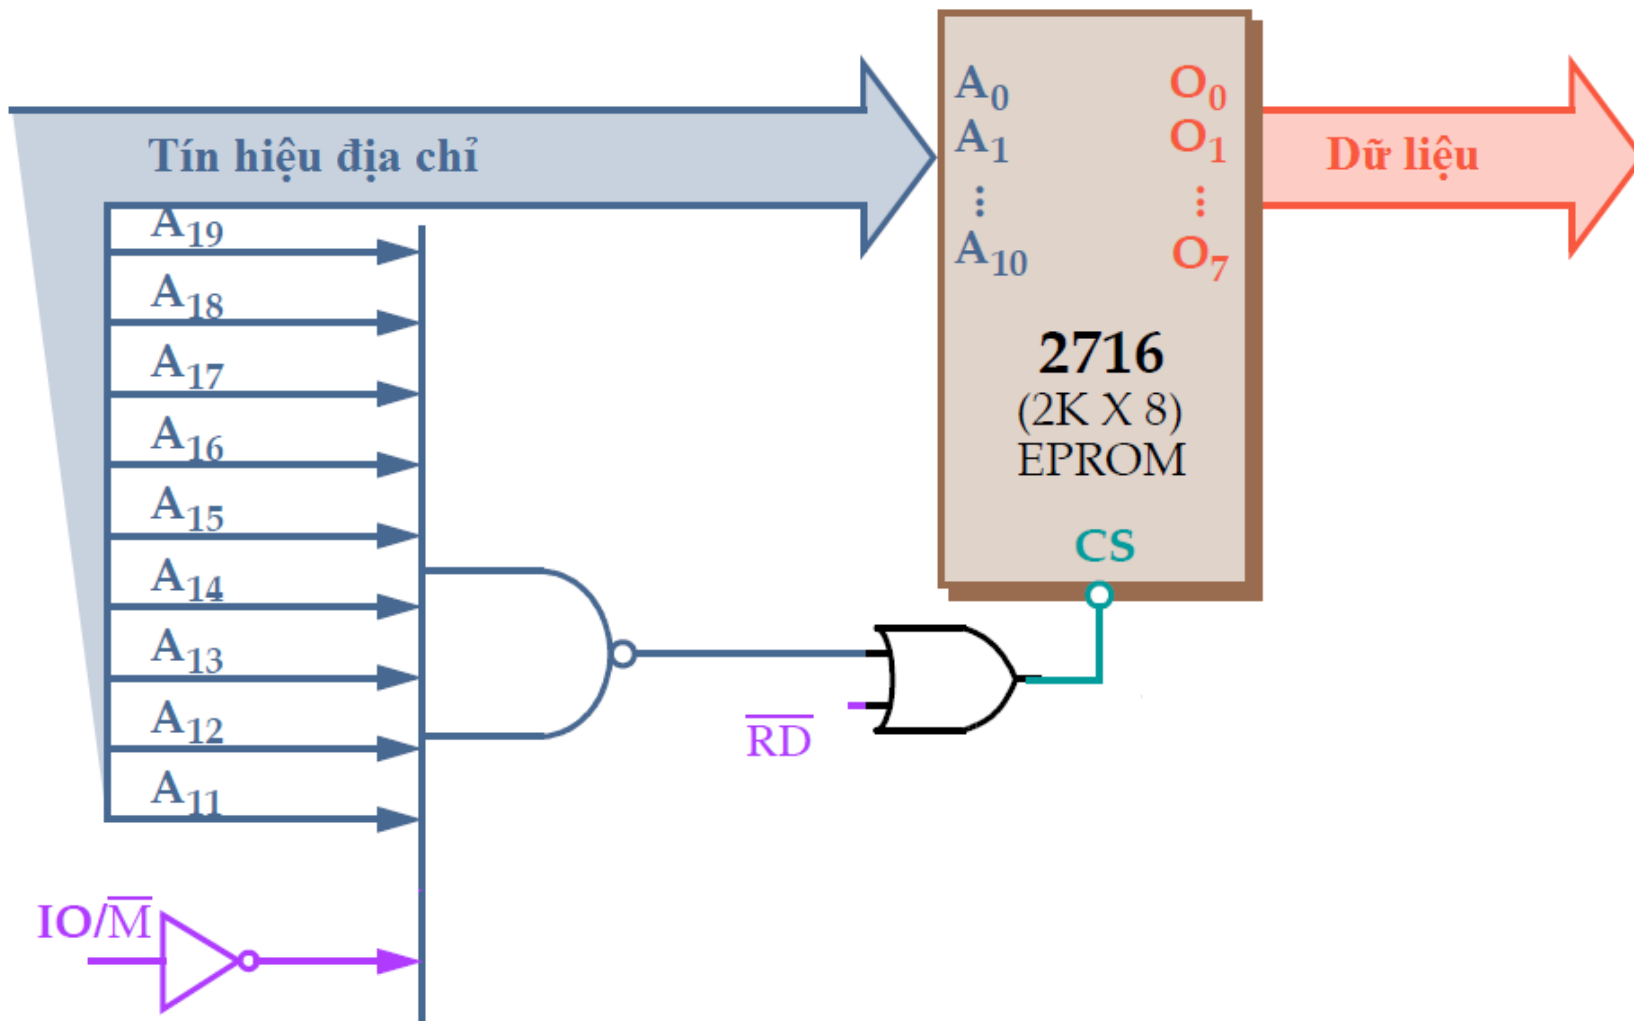 Tín hiệu địa chỉ
A₁₉
A₁₈
A₁₇
A₁₆
A₁₅
A₁₄
A₁₃
A₁₂
A₁₁
IO/M̅
R̅D̅
A₀ O₀
A₁ O₁
⋮ ⋮
A₁₀ O₇
2716
(2K X 8)
EPROM
CS
Dữ liệu